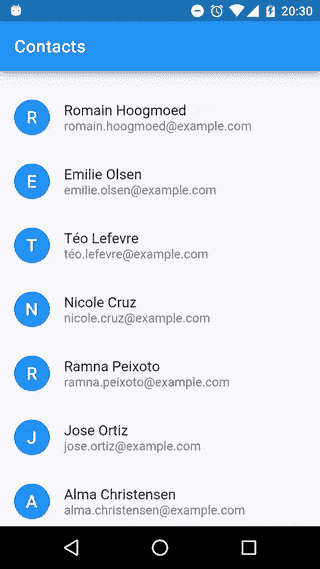 20:30
Contacts
R
Romain Hoogmoed
romain.hoogmoed@example.com
E
Emilie Olsen
emilie.olsen@example.com
T
Téo Lefevre
téo.lefevre@example.com
N
Nicole Cruz
nicole.cruz@example.com
R
Ramna Peixoto
ramna.peixoto@example.com
J
Jose Ortiz
jose.ortiz@example.com
A
Alma Christensen
alma.christensen@example.com